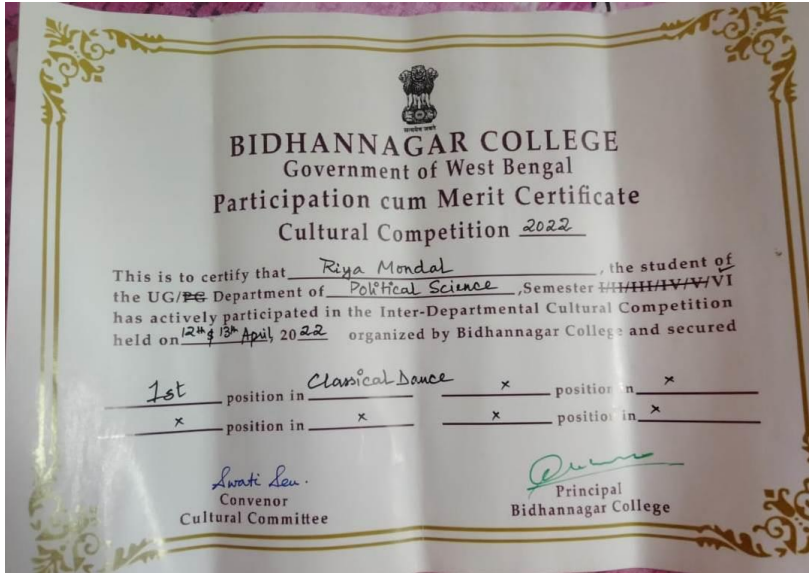 सत्यमेव जयते
BIDHANNAGAR COLLEGE
Government of West Bengal
Participation cum Merit Certificate
Cultural Competition 2022
This is to certify that Riya Mondal, the student of
the UG/PG Department of Political Science, Semester I/II/III/IV/V/VI
has actively participated in the Inter-Departmental Cultural Competition
held on 12th & 13th April, 2022 organized by Bidhannagar College and secured
1st position in Classical Dance x position in x
x position in x x position in x
Swati Sen.
Convenor
Cultural Committee
Principal
Bidhannagar College